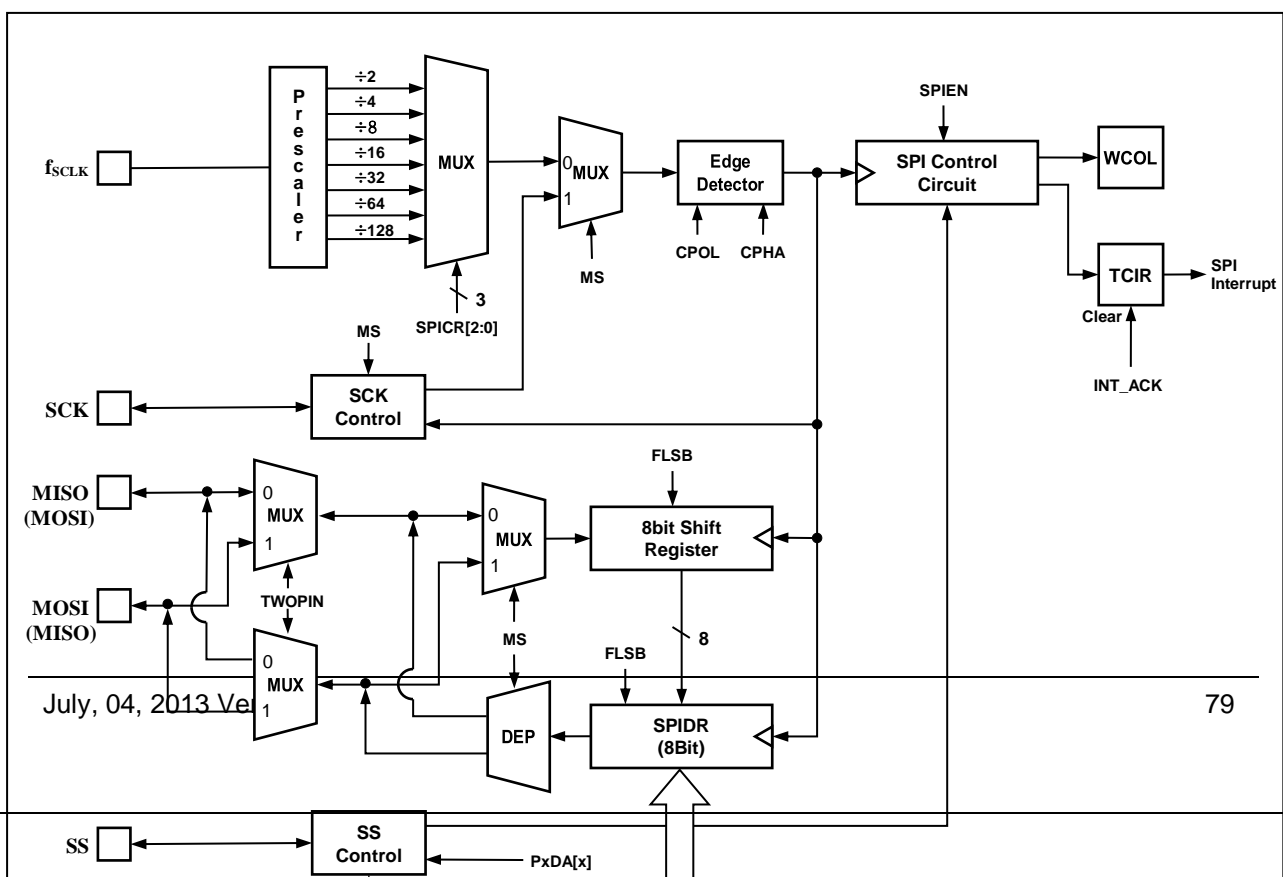 fSCLK
Prescaler
÷2
÷4
÷8
÷16
÷32
÷64
÷128
MUX
3
SPICR[2:0]
0
1
MUX
MS
Edge
Detector
CPOL
CPHA
SPIEN
SPI Control
Circuit
WCOL
TCIR
Clear
SPI
Interrupt
INT_ACK
MS
SCK
SCK
Control
MISO
(MOSI)
0
MUX
1
MOSI
(MISO)
TWOPIN
0
MUX
1
0
MUX
1
MS
FLSB
8bit Shift
Register
8
FLSB
DEP
SPIDR
(8Bit)
July, 04, 2013 Ver
79
SS
SS
Control
PxDA[x]